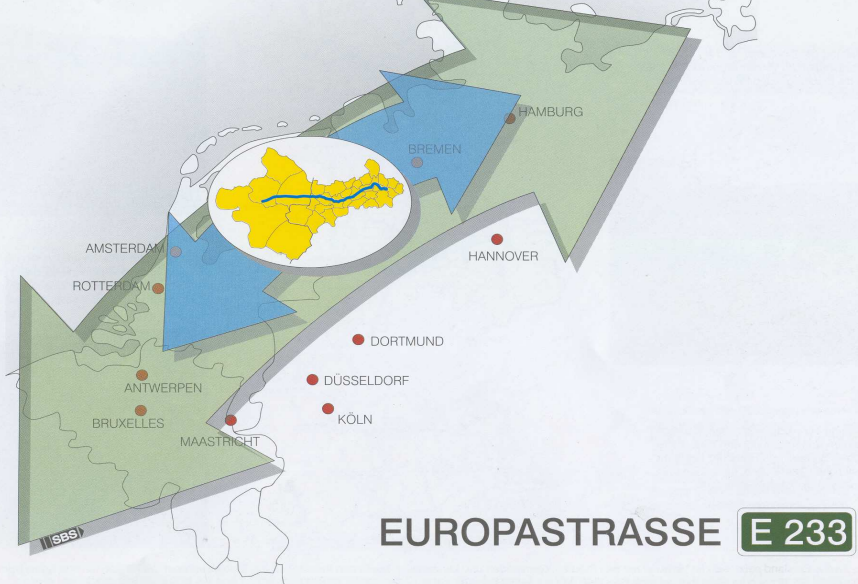 HAMBURG
BREMEN
AMSTERDAM
HANNOVER
ROTTERDAM
DORTMUND
DÜSSELDORF
ANTWERPEN
KÖLN
BRUXELLES
MAASTRICHT
EUROPASTRASSE E 233
SBS